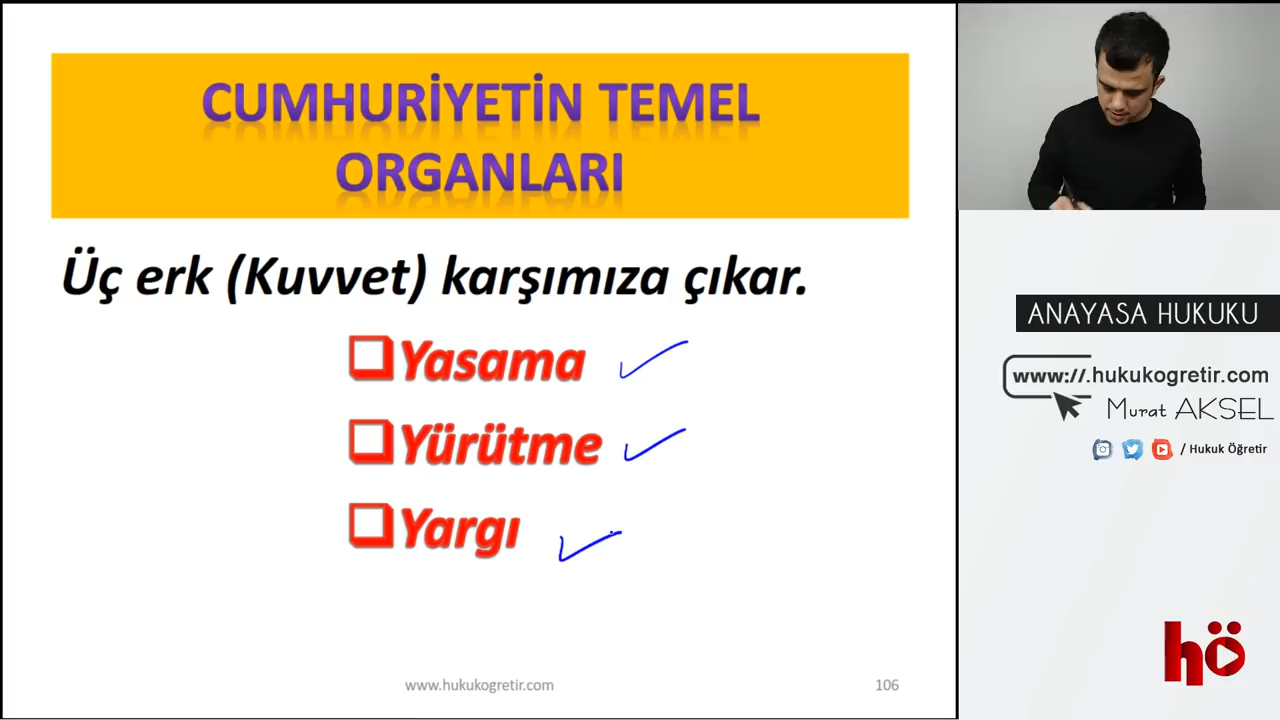 CUMHURİYETİN TEMEL
ORGANLARI
Üç erk (Kuvvet) karşımıza çıkar.
Yasama
Yürütme
Yargı
www.hukukogretir.com
106
ANAYASA HUKUKU
www://.hukukogretir.com
Murat AKSEL
/ Hukuk Öğretir
hö